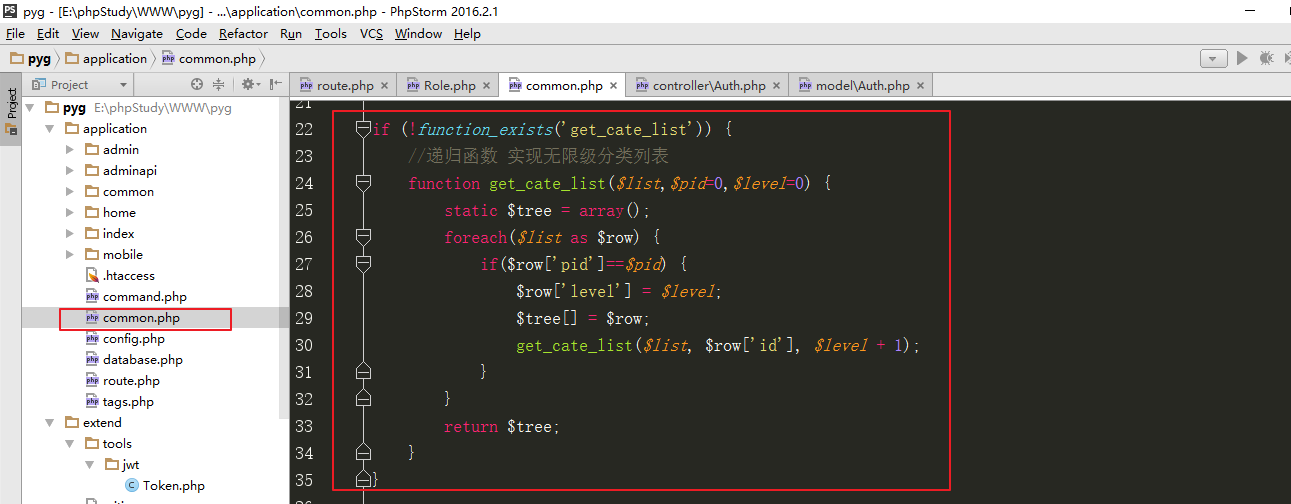 pyg - [E:\phpStudy\WWW\pyg] - ...\application\common.php - PhpStorm 2016.2.1
File Edit View Navigate Code Refactor Run Tools VCS Window Help
pyg application common.php
Project
Project
route.php Role.php common.php controller\Auth.php model\Auth.php
pyg E:\phpStudy\WWW\pyg
application
admin
adminapi
common
home
index
mobile
.htaccess
command.php
common.php
config.php
database.php
route.php
tags.php
extend
tools
jwt
Token.php
21
22 if (!function_exists('get_cate_list')) {
23 //递归函数 实现无限级分类列表
24 function get_cate_list($list,$pid=0,$level=0) {
25 static $tree = array();
26 foreach($list as $row) {
27 if($row['pid']==$pid) {
28 $row['level'] = $level;
29 $tree[] = $row;
30 get_cate_list($list, $row['id'], $level + 1);
31 }
32 }
33 return $tree;
34 }
35 }